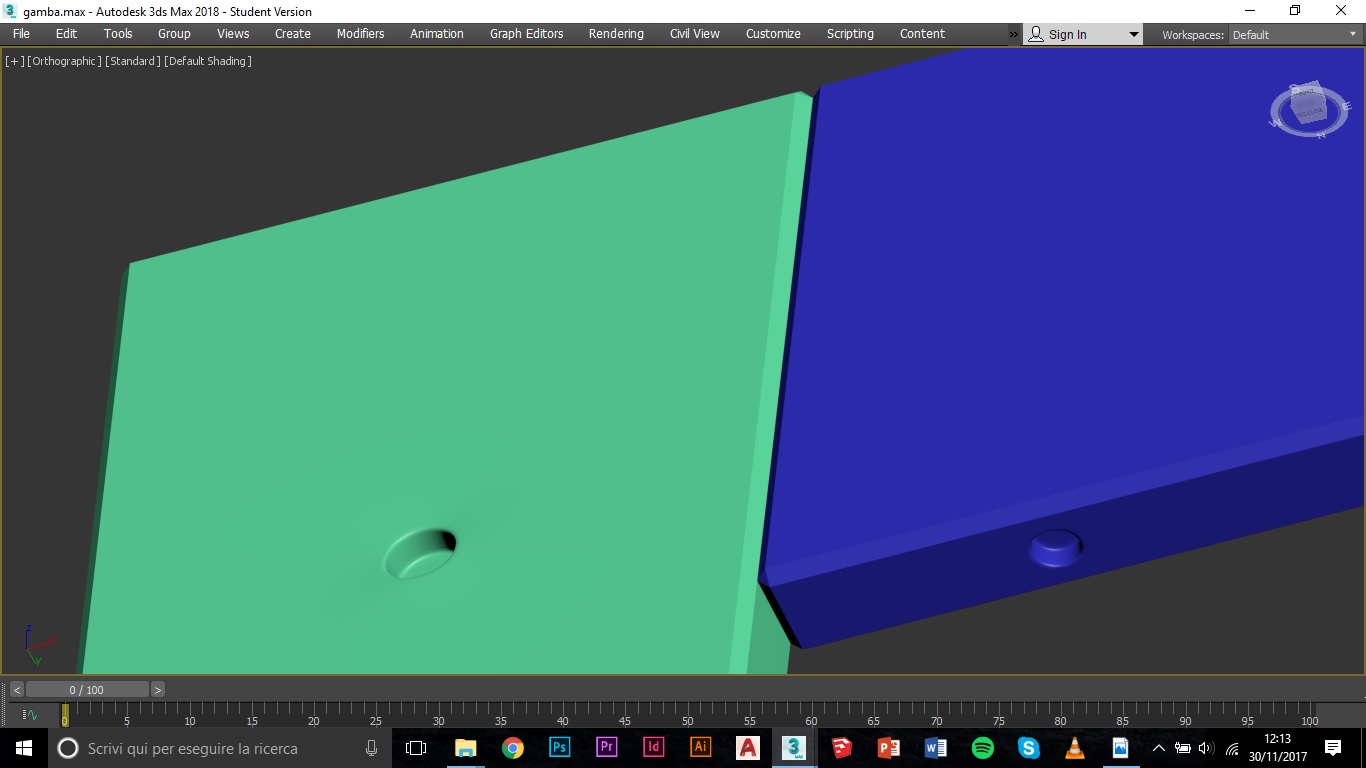 gamba.max - Autodesk 3ds Max 2018 - Student Version
File Edit Tools Group Views Create Modifiers Animation Graph Editors Rendering Civil View Customize Scripting Content » Sign In Workspaces: Default
[+] [Orthographic] [Standard] [Default Shading]
W N E
z x y
< 0 / 100 >
0 5 10 15 20 25 30 35 40 45 50 55 60 65 70 75 80 85 90 95 100
Scrivi qui per eseguire la ricerca Ps Pr Id Ai A 3 P W S 12:13
30/11/2017